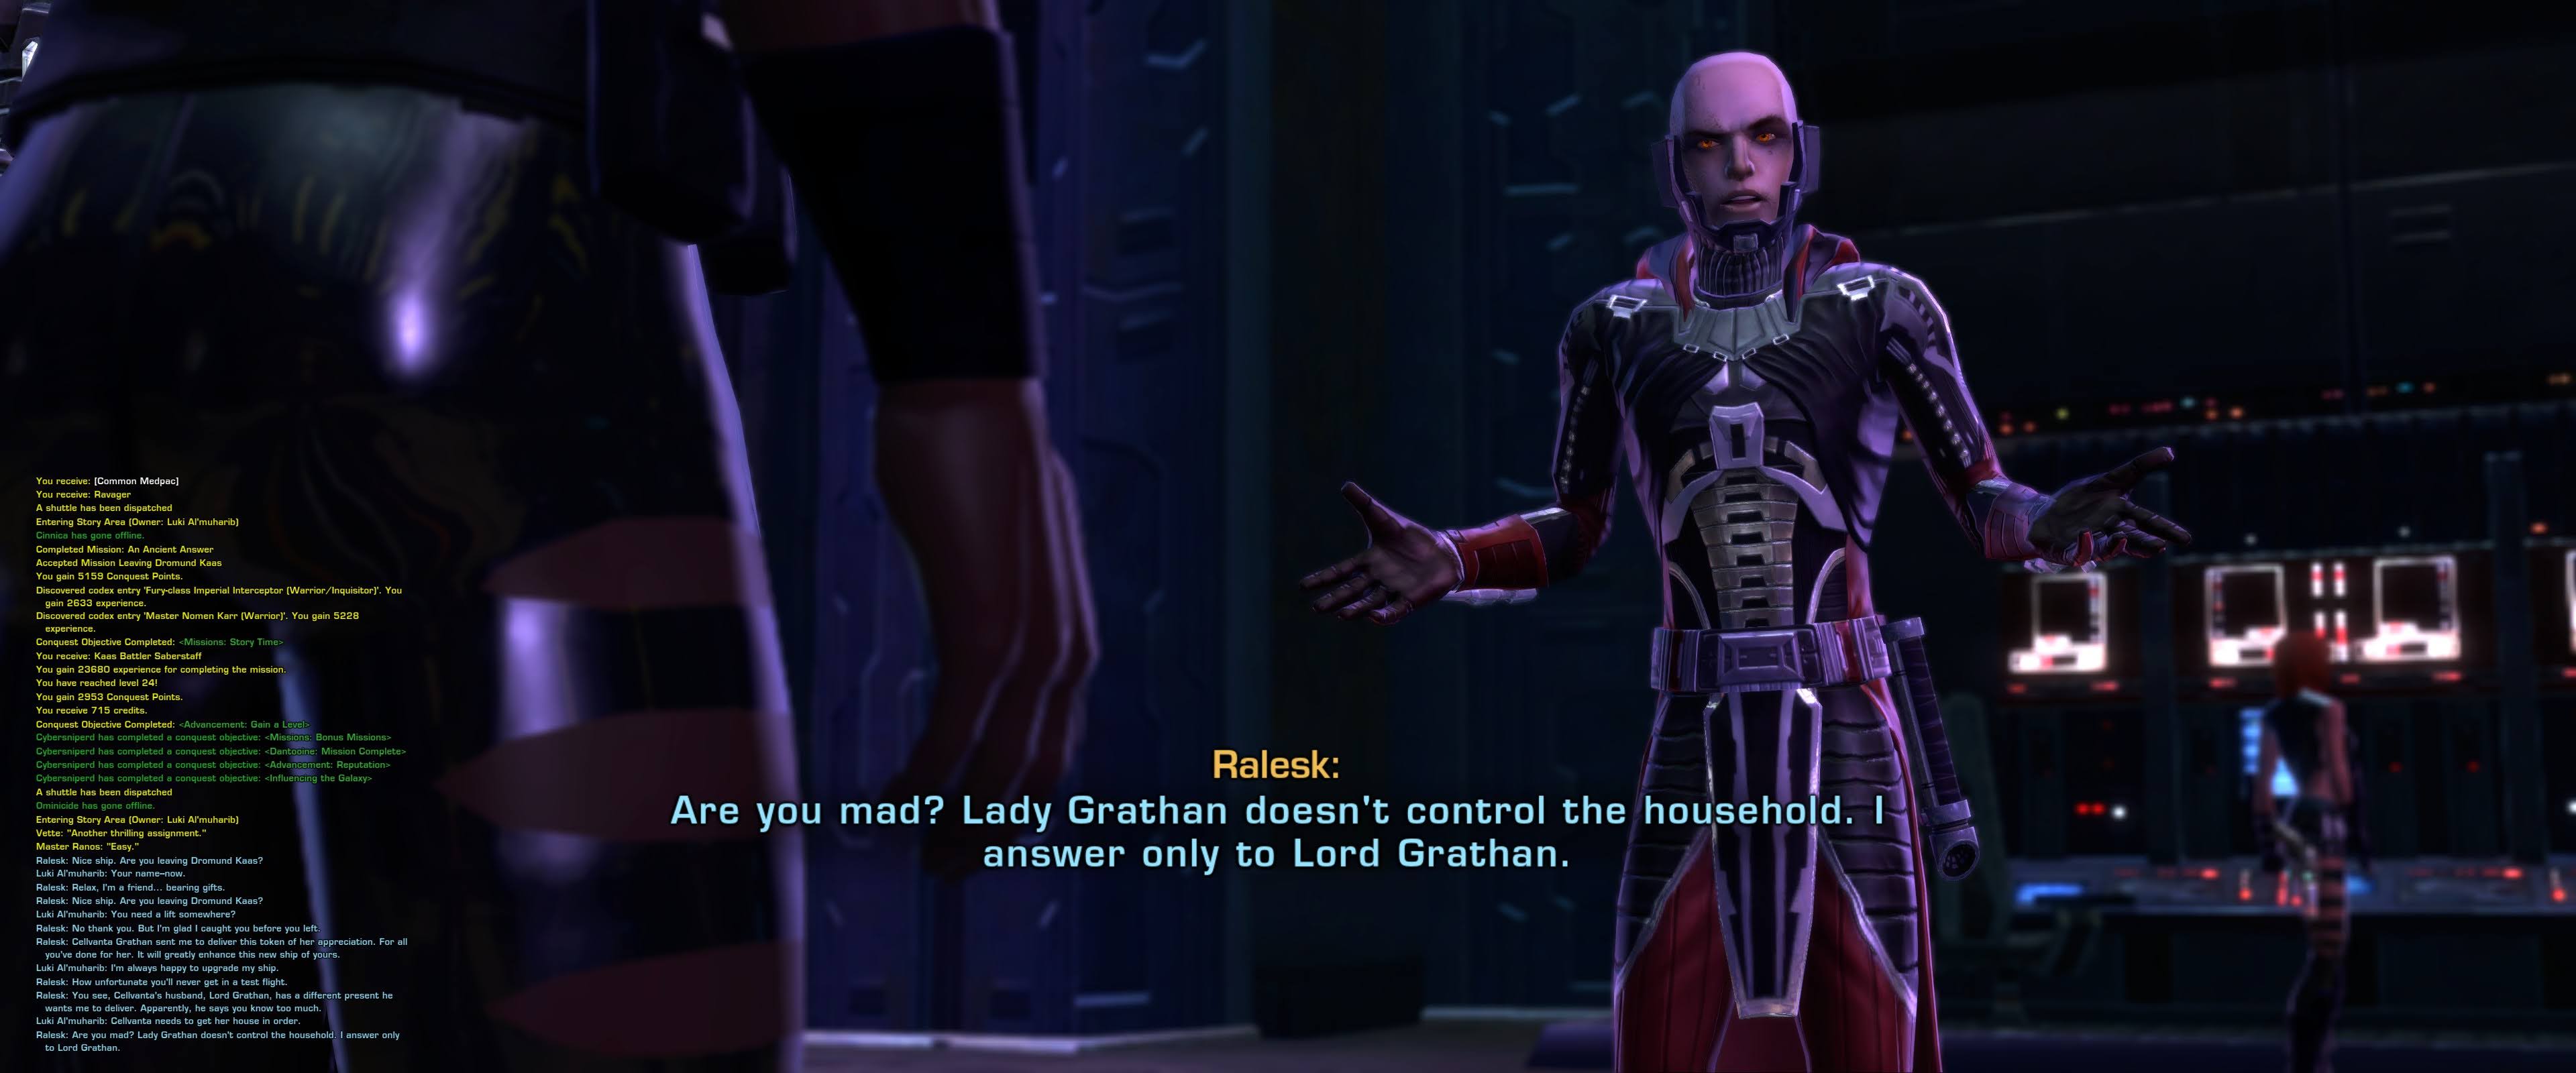 You receive: [Common Medpac]
You receive: Ravager
A shuttle has been dispatched
Entering Story Area (Owner: Luki Al'muharib)
Cinnica has gone offline.
Completed Mission: An Ancient Answer
Accepted Mission Leaving Dromund Kaas
You gain 5159 Conquest Points.
Discovered codex entry 'Fury-class Imperial Interceptor (Warrior/Inquisitor)'. You
gain 2633 experience.
Discovered codex entry 'Master Nomen Karr (Warrior)'. You gain 5228
experience.
Conquest Objective Completed: <Missions: Story Time>
You receive: Kaas Battler Saberstaff
You gain 23680 experience for completing the mission.
You have reached level 24!
You gain 2953 Conquest Points.
You receive 715 credits.
Conquest Objective Completed: <Advancement: Gain a Level>
Cybersniperd has completed a conquest objective: <Missions: Bonus Missions>
Cybersniperd has completed a conquest objective: <Dantooine: Mission Complete>
Cybersniperd has completed a conquest objective: <Advancement: Reputation>
Cybersniperd has completed a conquest objective: <Influencing the Galaxy>
A shuttle has been dispatched
Ominicide has gone offline.
Entering Story Area (Owner: Luki Al'muharib)
Vette: "Another thrilling assignment."
Master Ranos: "Easy."
Ralesk: Nice ship. Are you leaving Dromund Kaas?
Luki Al'muharib: Your name–now.
Ralesk: Relax, I'm a friend... bearing gifts.
Ralesk: Nice ship. Are you leaving Dromund Kaas?
Luki Al'muharib: You need a lift somewhere?
Ralesk: No thank you. But I'm glad I caught you before you left.
Ralesk: Cellvanta Grathan sent me to deliver this token of her appreciation. For all
you've done for her. It will greatly enhance this new ship of yours.
Luki Al'muharib: I'm always happy to upgrade my ship.
Ralesk: How unfortunate you'll never get in a test flight.
Ralesk: You see, Cellvanta's husband, Lord Grathan, has a different present he
wants me to deliver. Apparently, he says you know too much.
Luki Al'muharib: Cellvanta needs to get her house in order.
Ralesk: Are you mad? Lady Grathan doesn't control the household. I answer only
to Lord Grathan.
Ralesk:
Are you mad? Lady Grathan doesn't control the household. I
answer only to Lord Grathan.